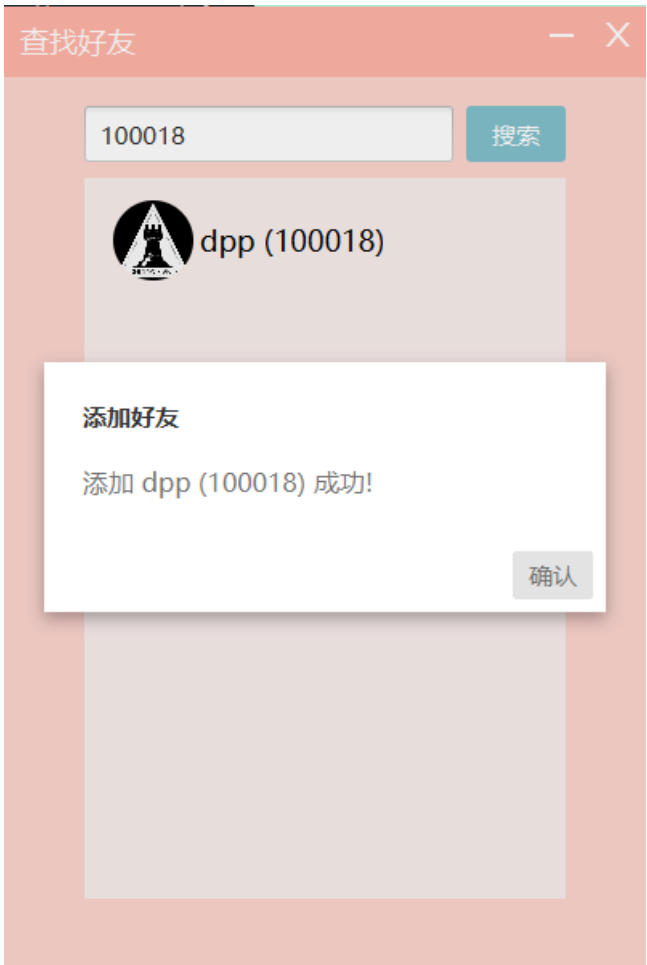 查找好友
100018
搜索
dpp (100018)
添加好友
添加 dpp (100018) 成功!
确认